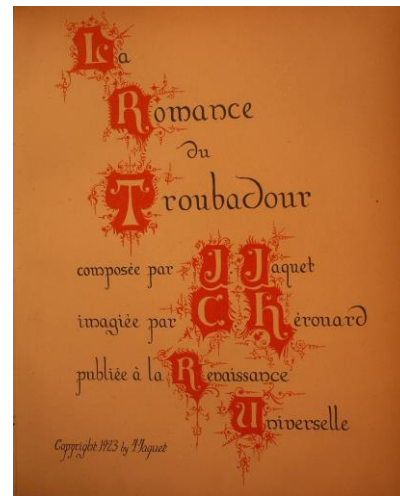 La
Romance
du
Troubadour
composée par J. Jaquet
imagiée par C. Hérouard
publiée à la Renaissance
Universelle
Copyright 1923 by J. Jaquet